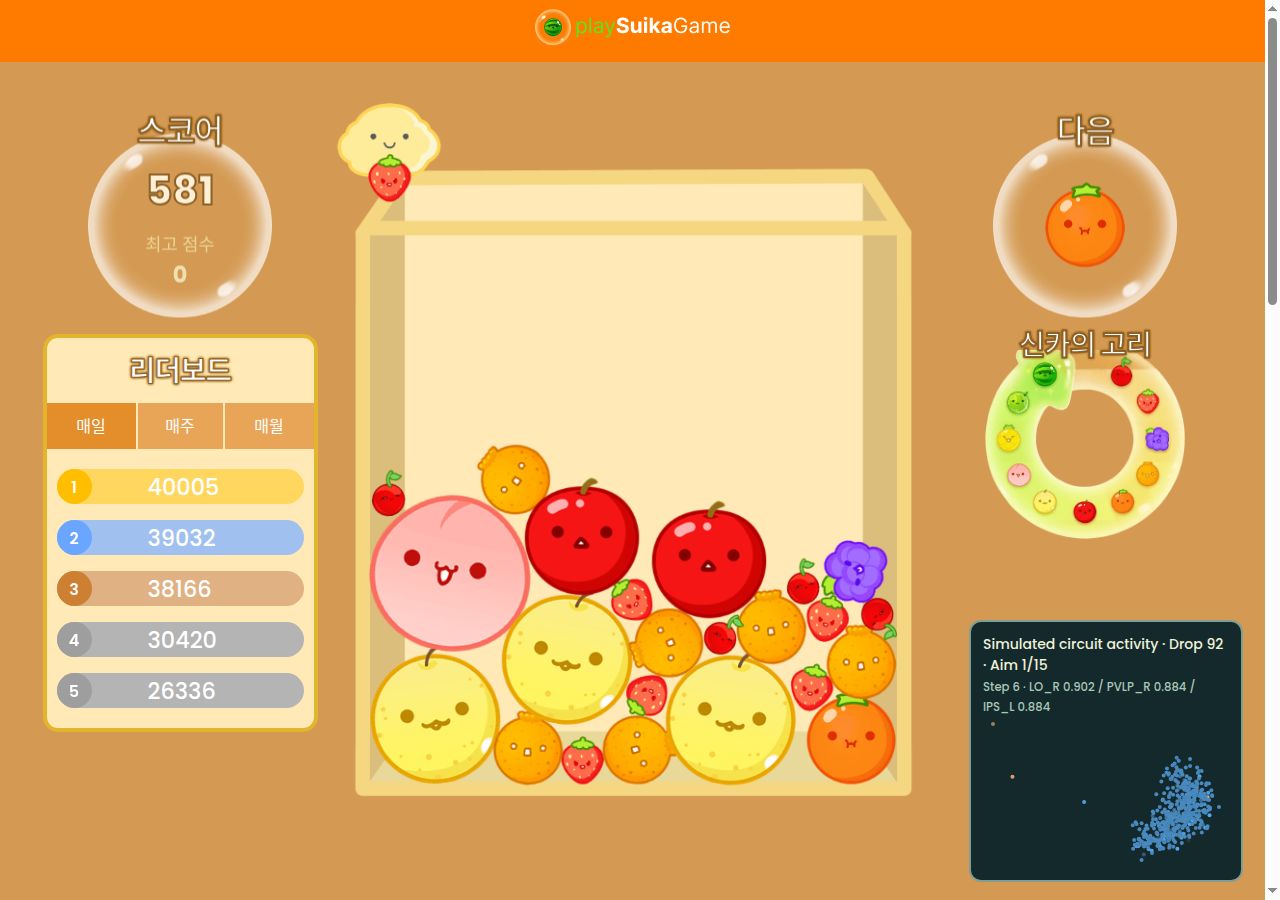 playSuikaGame
스코어
581
최고 점수
0
다음
신카의 고리
리더보드
매일 매주 매월
1 40005
2 39032
3 38166
4 30420
5 26336
Simulated circuit activity · Drop 92
· Aim 1/15
Step 6 · LO_R 0.902 / PVLP_R 0.884 /
IPS_L 0.884